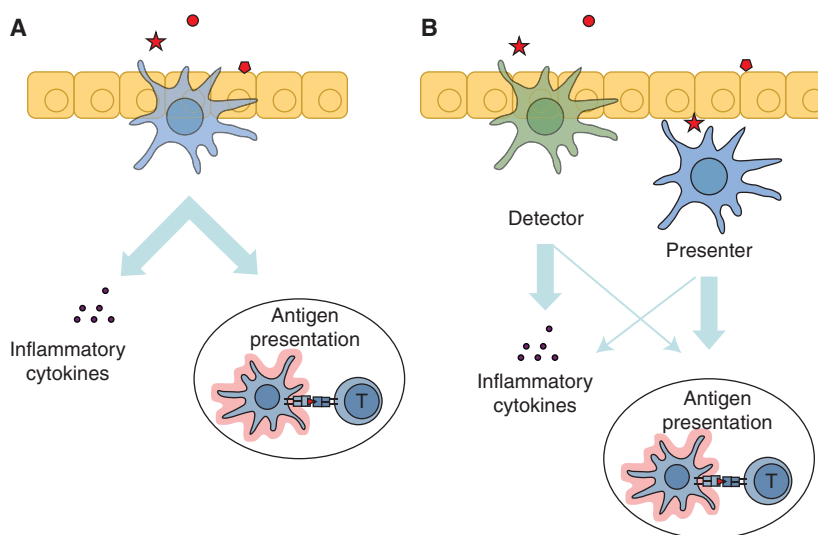 A
Inflammatory
cytokines
Antigen
presentation
T
B
Detector
Presenter
Inflammatory
cytokines
Antigen
presentation
T